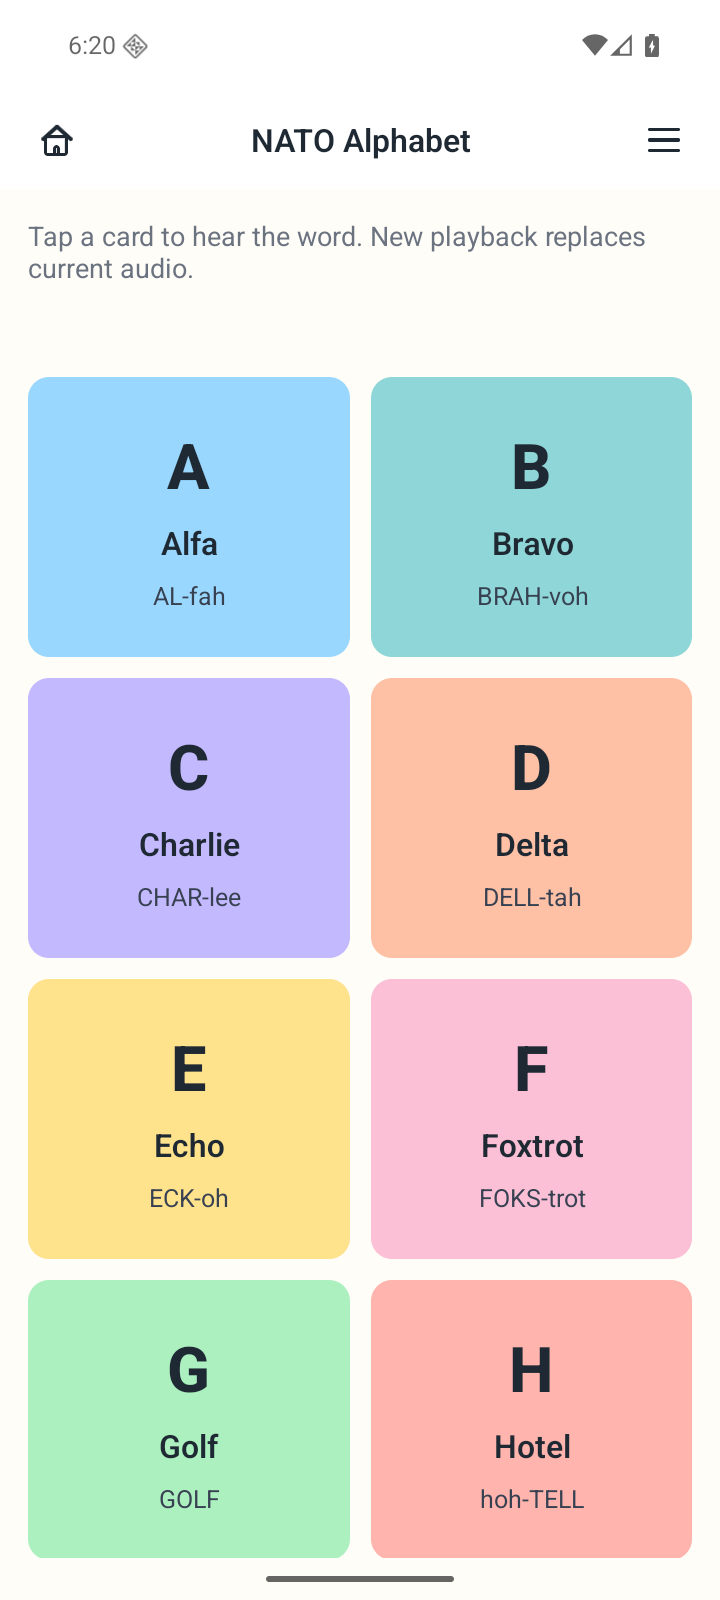 6:20
NATO Alphabet
Tap a card to hear the word. New playback replaces
current audio.
A
Alfa
AL-fah
B
Bravo
BRAH-voh
C
Charlie
CHAR-lee
D
Delta
DELL-tah
E
Echo
ECK-oh
F
Foxtrot
FOKS-trot
G
Golf
GOLF
H
Hotel
hoh-TELL